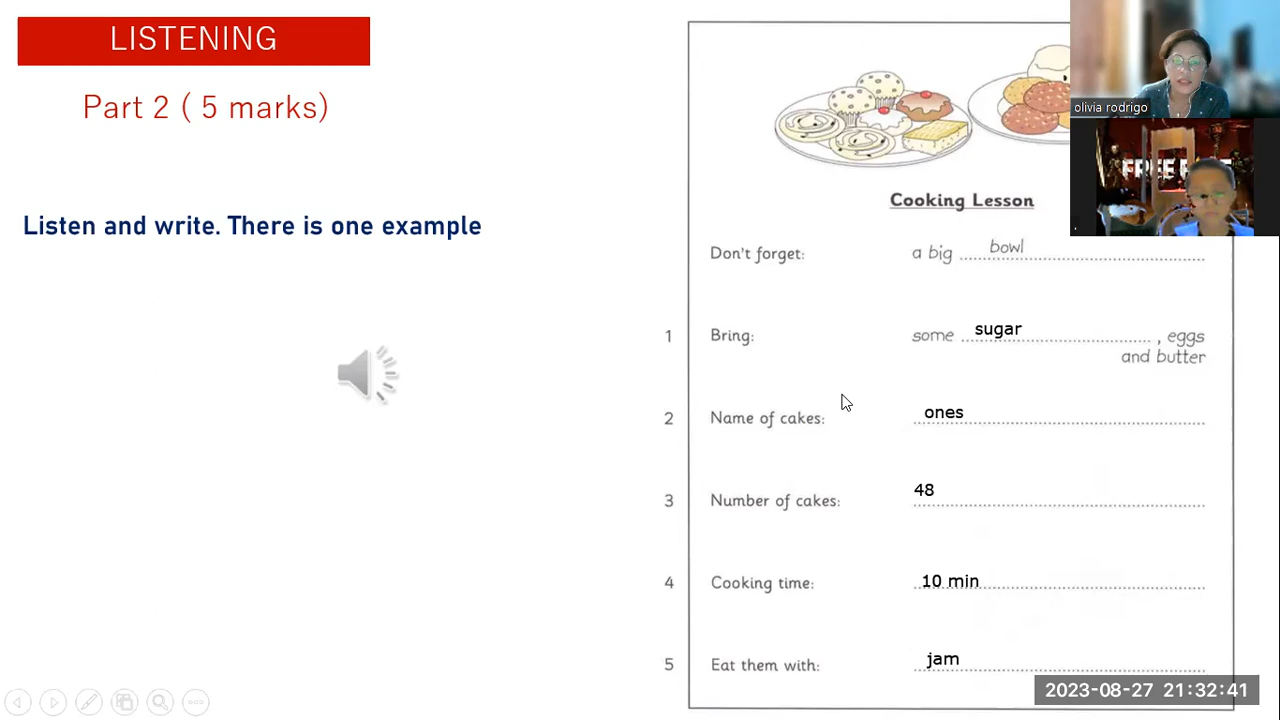 LISTENING
Part 2 ( 5 marks)
Listen and write. There is one example
olivia rodrigo
Cooking Lesson
Don't forget: a big bowl
1 Bring: some sugar , eggs
and butter
2 Name of cakes: ones
3 Number of cakes: 48
4 Cooking time: 10 min
5 Eat them with: jam
2023-08-27 21:32:41